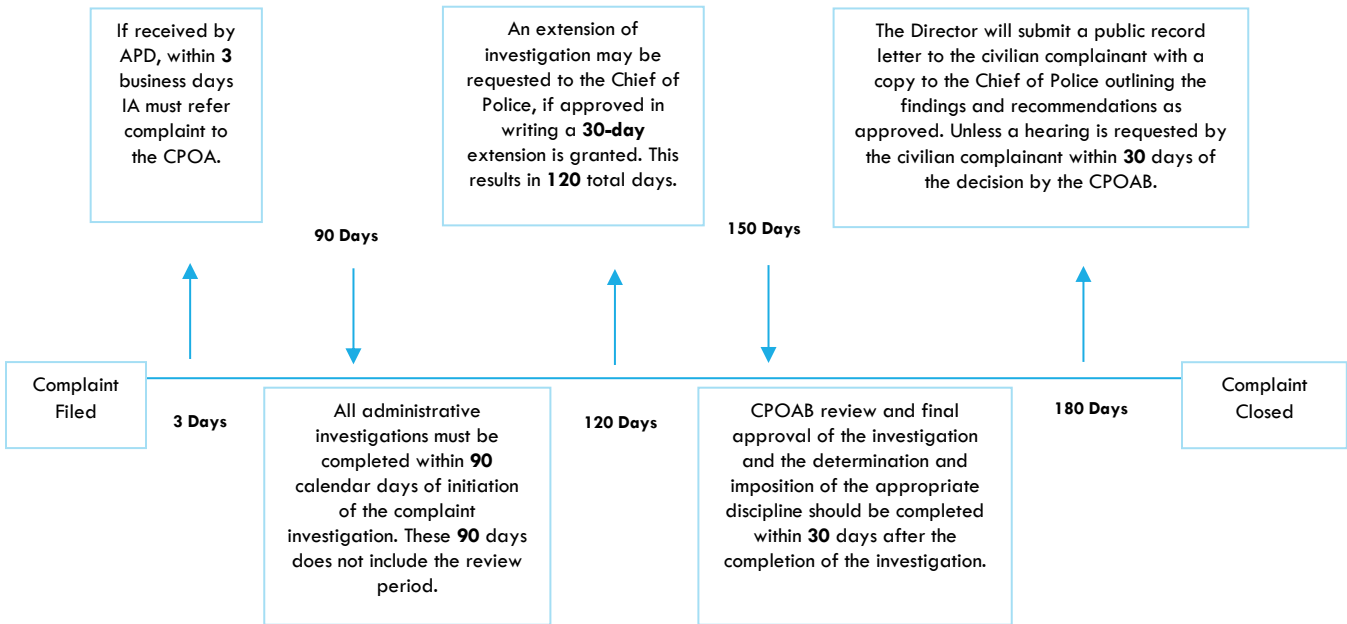 If received by
APD, within 3
business days
IA must refer
complaint to
the CPOA.
An extension of
investigation may be
requested to the Chief of
Police, if approved in
writing a 30-day
extension is granted. This
results in 120 total days.
The Director will submit a public record
letter to the civilian complainant with a
copy to the Chief of Police outlining the
findings and recommendations as
approved. Unless a hearing is requested by
the civilian complainant within 30 days of
the decision by the CPOAB.
90 Days
150 Days
Complaint
Filed
3 Days
All administrative
investigations must be
completed within 90
calendar days of initiation
of the complaint
investigation. These 90 days
does not include the review
period.
120 Days
CPOAB review and final
approval of the investigation
and the determination and
imposition of the appropriate
discipline should be completed
within 30 days after the
completion of the investigation.
180 Days
Complaint
Closed